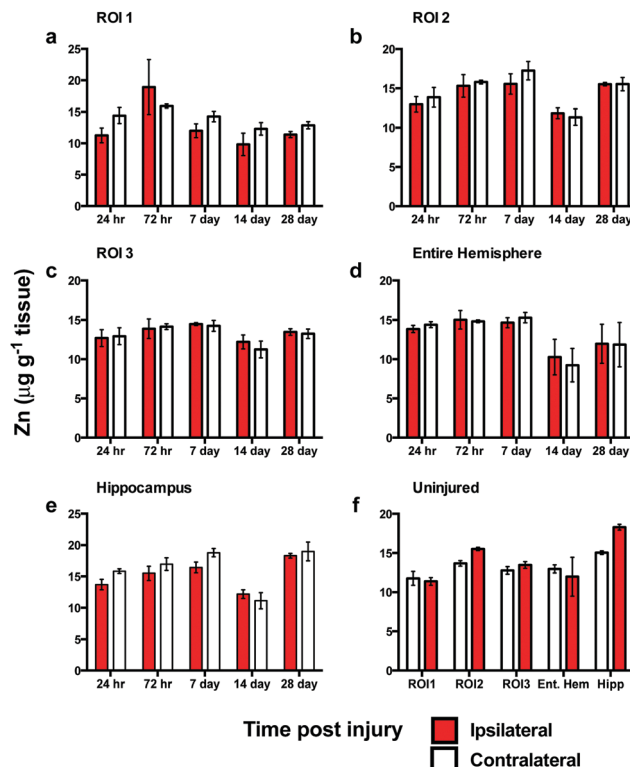 ROI 1
ROI 2
a
b
25
20
15
10
5
0
24 hr 72 hr 7 day 14 day 28 day
20
15
10
5
0
24 hr 72 hr 7 day 14 day 28 day
ROI 3
Entire Hemisphere
c
d
20
15
10
5
0
24 hr 72 hr 7 day 14 day 28 day
20
15
10
5
0
24 hr 72 hr 7 day 14 day 28 day
Zn (µg g⁻¹ tissue)
Hippocampus
Uninjured
e
f
25
20
15
10
5
0
24 hr 72 hr 7 day 14 day 28 day
20
15
10
5
0
ROI1 ROI2 ROI3 Ent. Hem Hipp
Time post injury
Ipsilateral
Contralateral